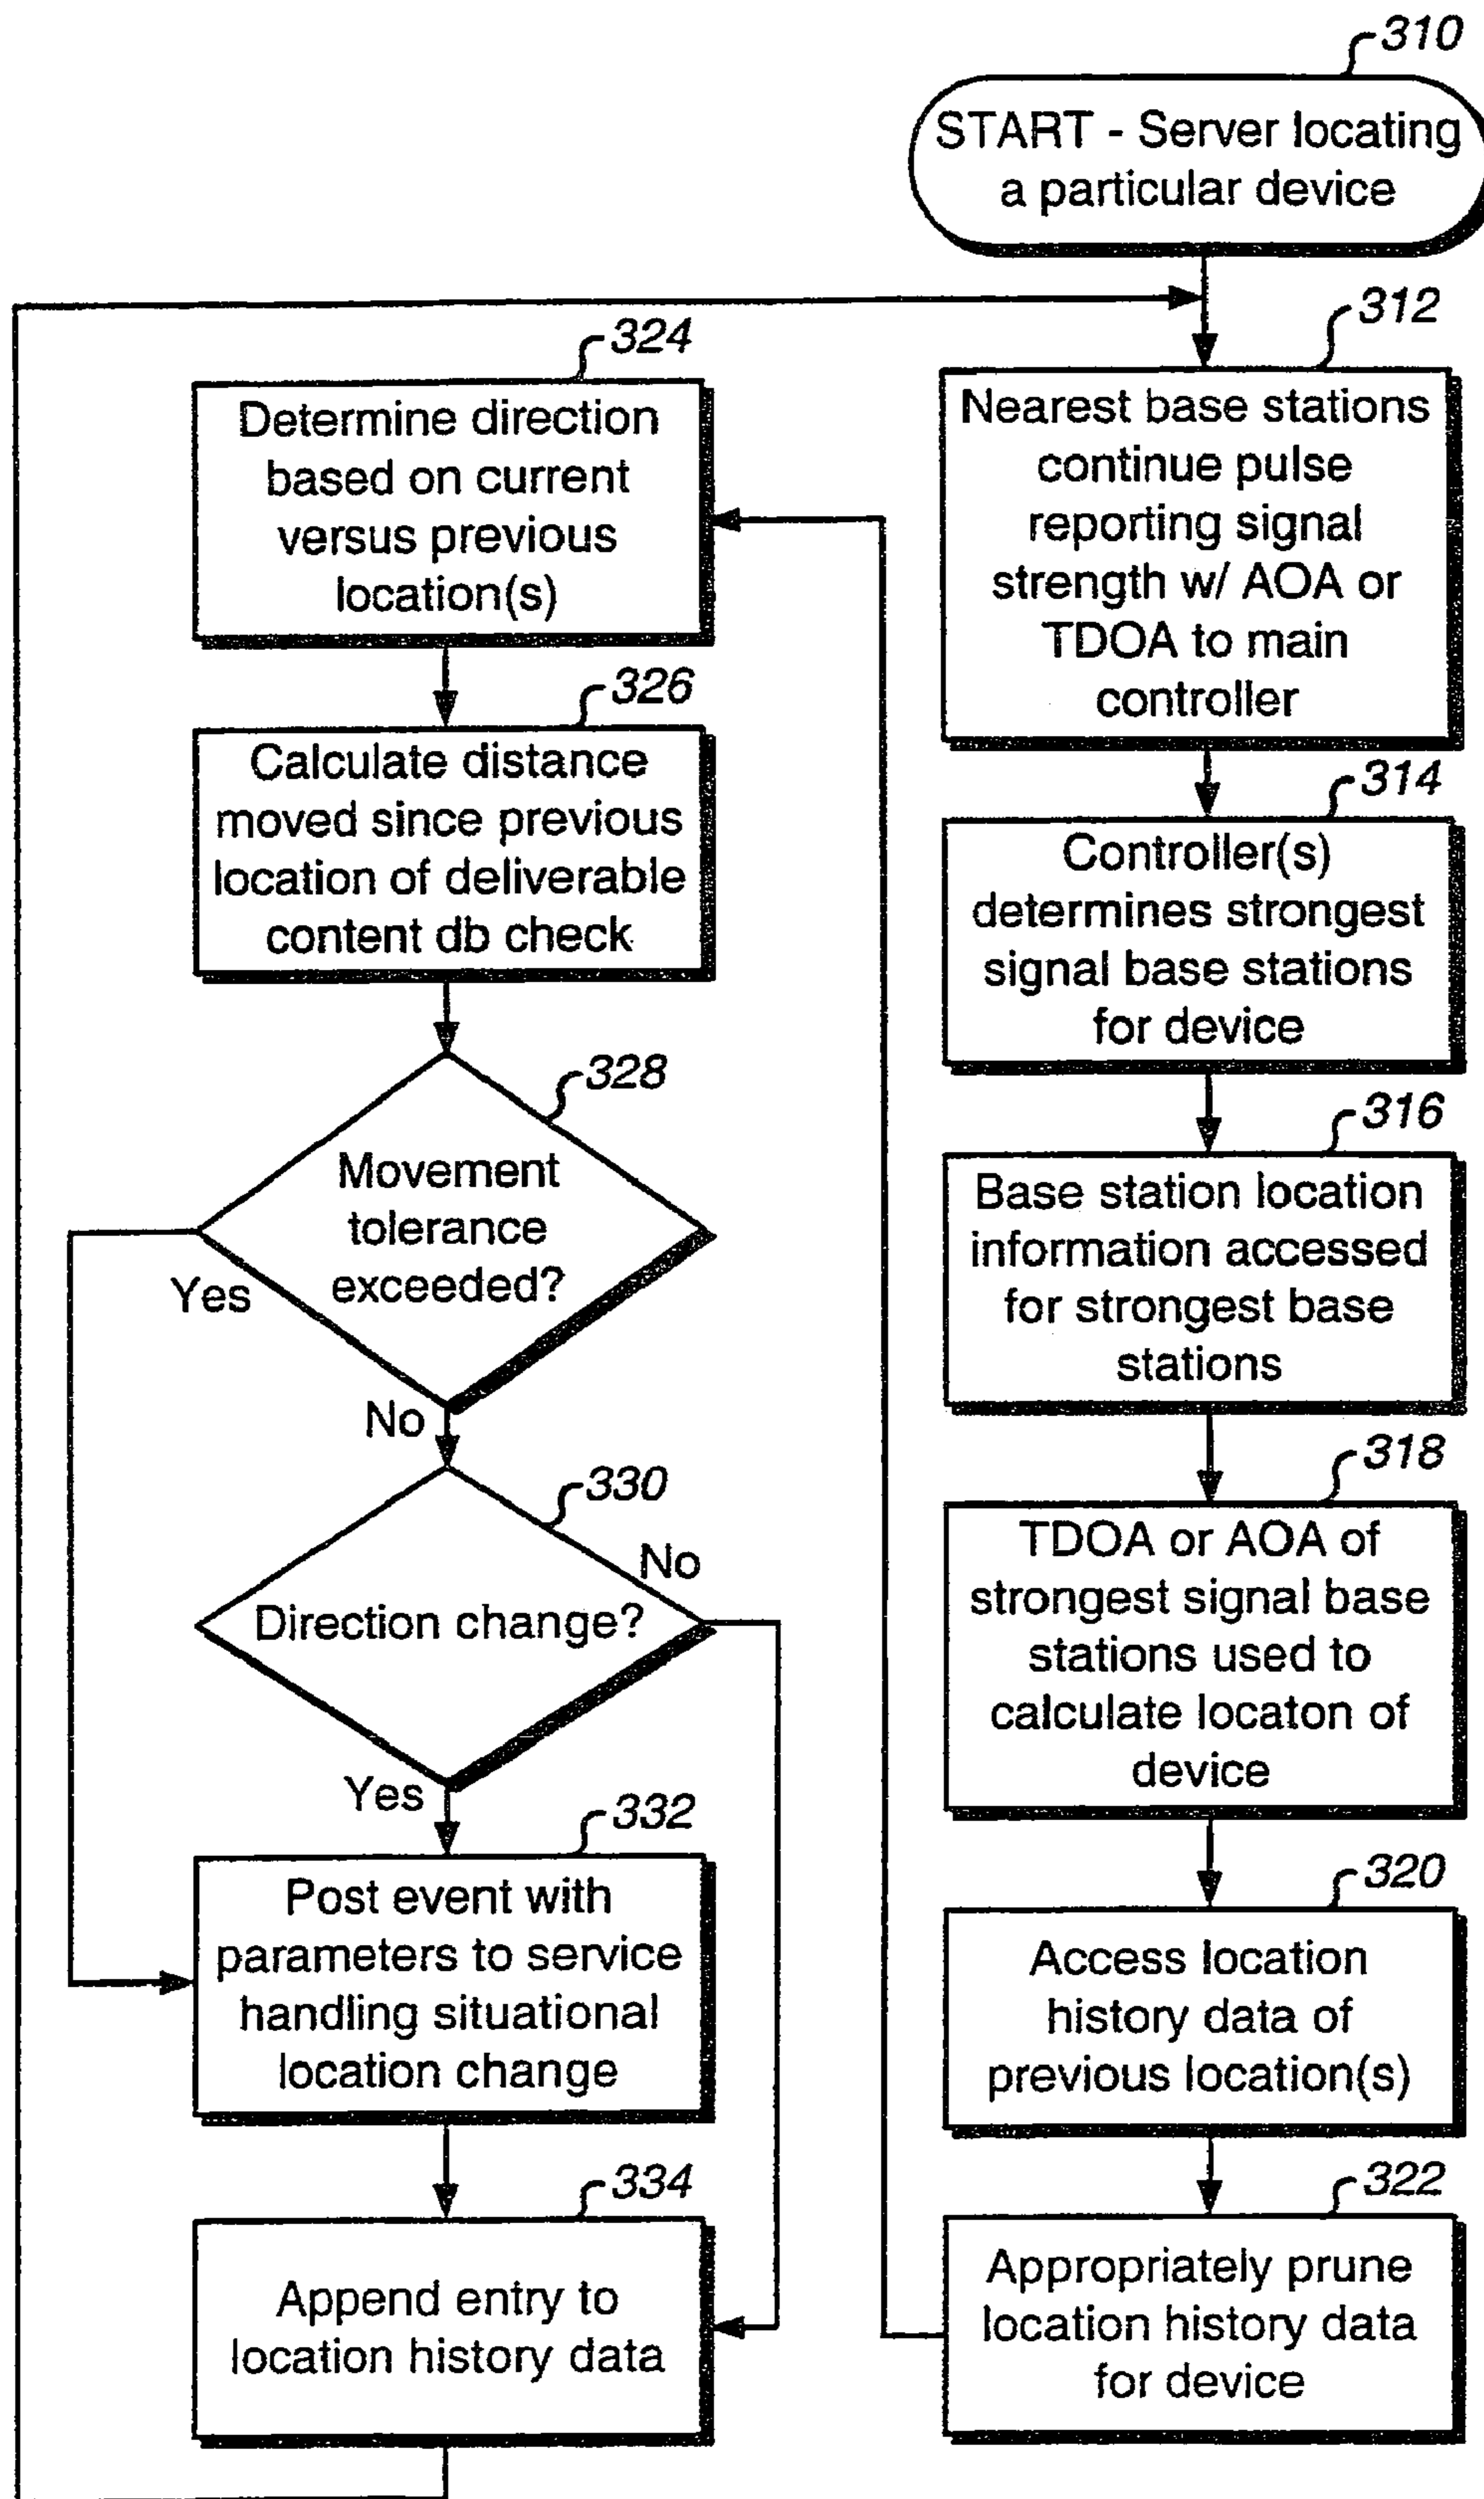 310
START - Server locating
a particular device
312
Nearest base stations
continue pulse
reporting signal
strength w/ AOA or
TDOA to main
controller
314
Controller(s)
determines strongest
signal base stations
for device
316
Base station location
information accessed
for strongest base
stations
318
TDOA or AOA of
strongest signal base
stations used to
calculate locaton of
device
320
Access location
history data of
previous location(s)
322
Appropriately prune
location history data
for device
324
Determine direction
based on current
versus previous
location(s)
326
Calculate distance
moved since previous
location of deliverable
content db check
328
Movement
tolerance
exceeded?
Yes
No
330
No
Direction change?
Yes
332
Post event with
parameters to service
handling situational
location change
334
Append entry to
location history data